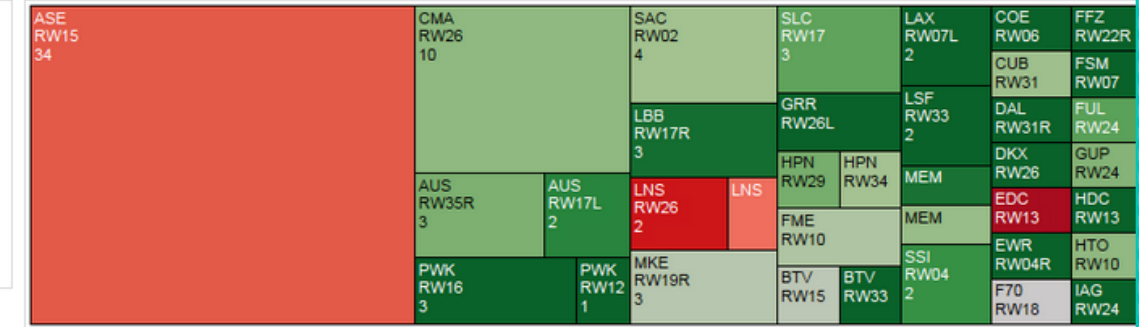 ASE
RW15
34
CMA
RW26
10
AUS
RW35R
3
AUS
RW17L
2
PWK
RW16
3
PWK
RW12
1
SAC
RW02
4
LBB
RW17R
3
LNS
RW26
2
LNS
MKE
RW19R
3
SLC
RW17
3
GRR
RW26L
HPN
RW29
HPN
RW34
FME
RW10
BTV
RW15
BTV
RW33
LAX
RW07L
2
LSF
RW33
2
MEM
MEM
SSI
RW04
2
COE
RW06
CUB
RW31
DAL
RW31R
DKX
RW26
EDC
RW13
EWR
RW04R
F70
RW18
FFZ
RW22R
FSM
RW07
FUL
RW24
GUP
RW24
HDC
RW13
HTO
RW10
IAG
RW24